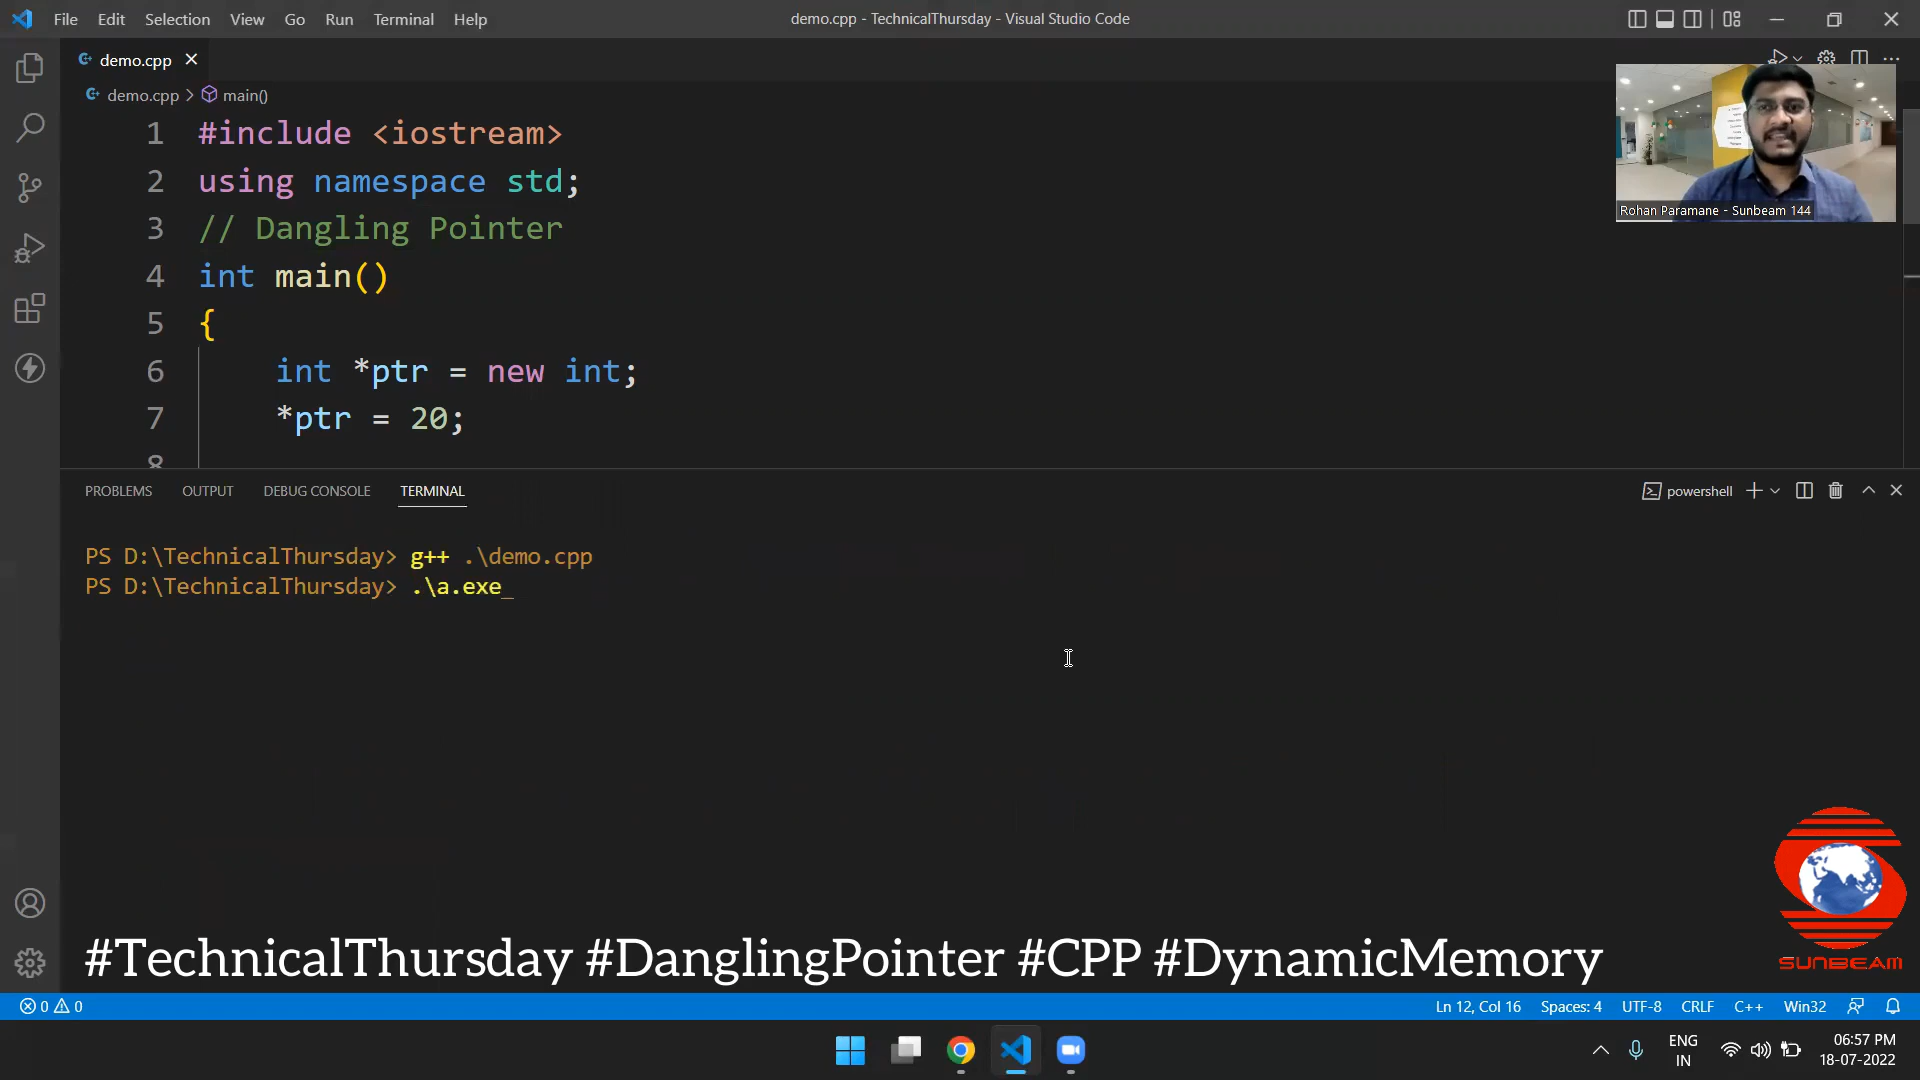 File Edit Selection View Go Run Terminal Help
demo.cpp - TechnicalThursday - Visual Studio Code
demo.cpp
demo.cpp > main()
1 #include <iostream>
2 using namespace std;
3 // Dangling Pointer
4 int main()
5 {
6 int *ptr = new int;
7 *ptr = 20;
8
Rohan Paramane - Sunbeam 144
PROBLEMS OUTPUT DEBUG CONSOLE TERMINAL
powershell
PS D:\TechnicalThursday> g++ .\demo.cpp
PS D:\TechnicalThursday> .\a.exe_
SUNBEAM
#TechnicalThursday #DanglingPointer #CPP #DynamicMemory
0 0
Ln 12, Col 16 Spaces: 4 UTF-8 CRLF C++ Win32
ENG
IN
06:57 PM
18-07-2022